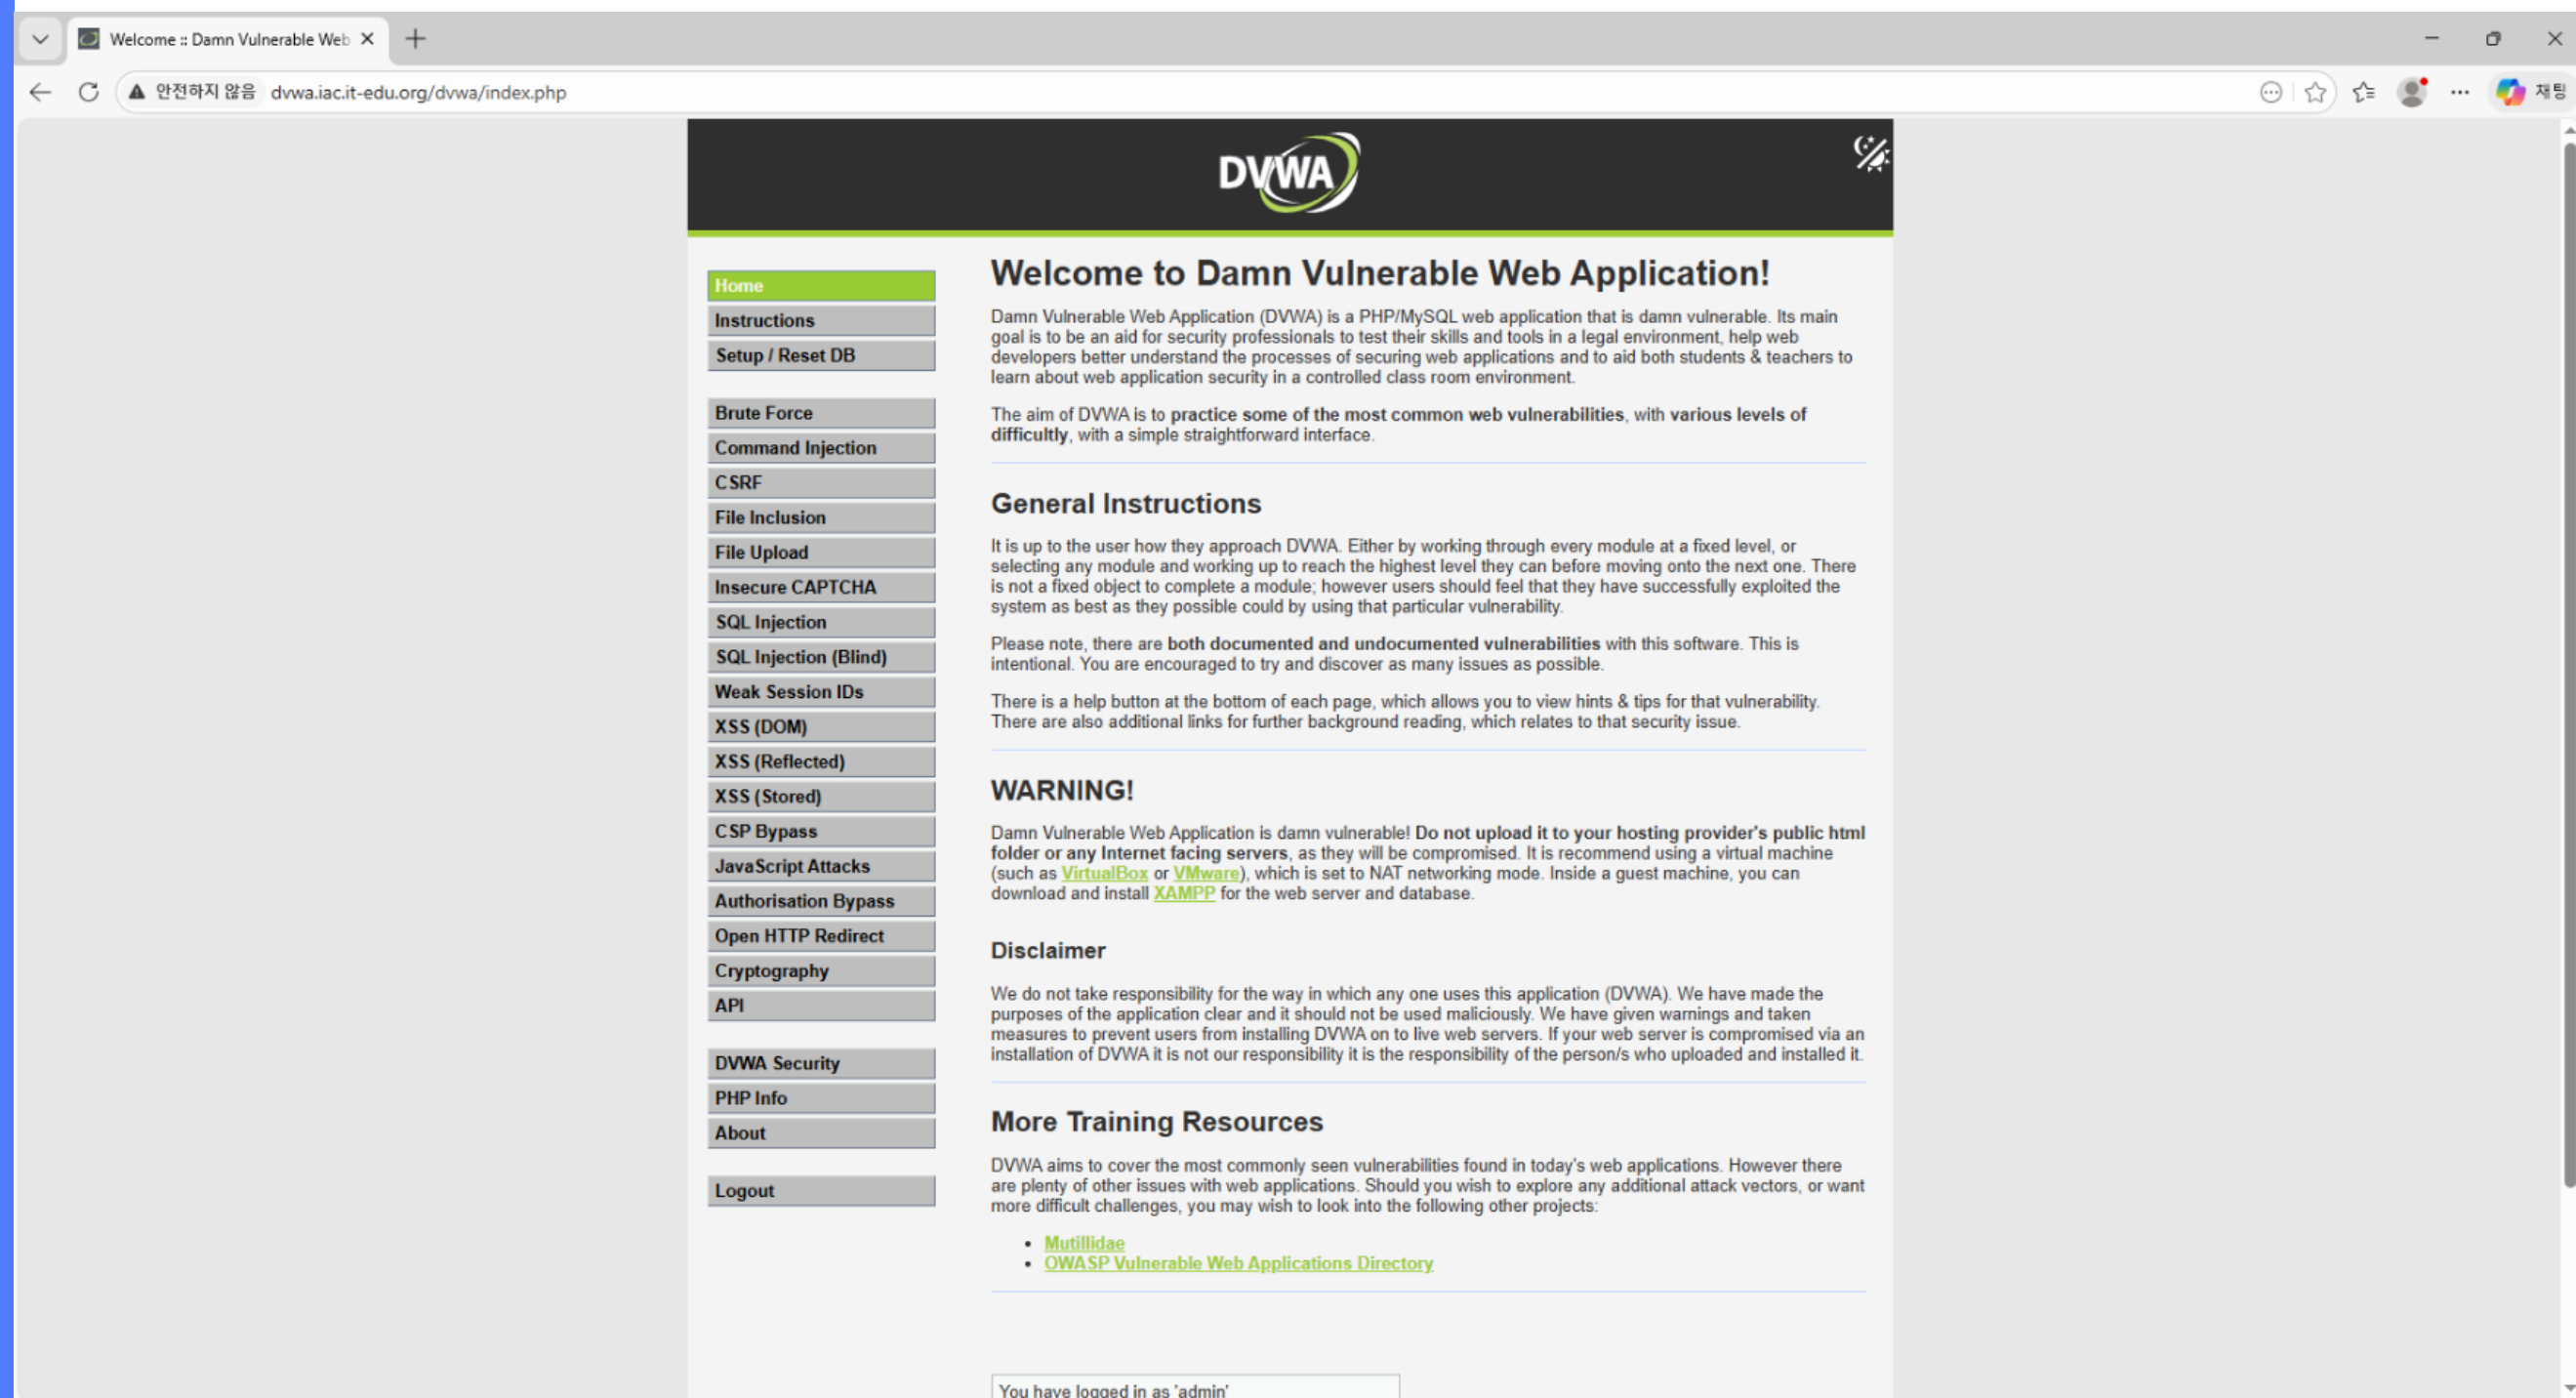 Welcome :: Damn Vulnerable Web
안전하지 않음 dvwa.iac.it-edu.org/dvwa/index.php
채팅
DVWA
Home
Instructions
Setup / Reset DB
Brute Force
Command Injection
CSRF
File Inclusion
File Upload
Insecure CAPTCHA
SQL Injection
SQL Injection (Blind)
Weak Session IDs
XSS (DOM)
XSS (Reflected)
XSS (Stored)
CSP Bypass
JavaScript Attacks
Authorisation Bypass
Open HTTP Redirect
Cryptography
API
DVWA Security
PHP Info
About
Logout
Welcome to Damn Vulnerable Web Application!
Damn Vulnerable Web Application (DVWA) is a PHP/MySQL web application that is damn vulnerable. Its main
goal is to be an aid for security professionals to test their skills and tools in a legal environment, help web
developers better understand the processes of securing web applications and to aid both students & teachers to
learn about web application security in a controlled class room environment.
The aim of DVWA is to practice some of the most common web vulnerabilities, with various levels of
difficultly, with a simple straightforward interface.
General Instructions
It is up to the user how they approach DVWA. Either by working through every module at a fixed level, or
selecting any module and working up to reach the highest level they can before moving onto the next one. There
is not a fixed object to complete a module; however users should feel that they have successfully exploited the
system as best as they possible could by using that particular vulnerability.
Please note, there are both documented and undocumented vulnerabilities with this software. This is
intentional. You are encouraged to try and discover as many issues as possible.
There is a help button at the bottom of each page, which allows you to view hints & tips for that vulnerability.
There are also additional links for further background reading, which relates to that security issue.
WARNING!
Damn Vulnerable Web Application is damn vulnerable! Do not upload it to your hosting provider's public html
folder or any Internet facing servers, as they will be compromised. It is recommend using a virtual machine
(such as VirtualBox or VMware), which is set to NAT networking mode. Inside a guest machine, you can
download and install XAMPP for the web server and database.
Disclaimer
We do not take responsibility for the way in which any one uses this application (DVWA). We have made the
purposes of the application clear and it should not be used maliciously. We have given warnings and taken
measures to prevent users from installing DVWA on to live web servers. If your web server is compromised via an
installation of DVWA it is not our responsibility it is the responsibility of the person/s who uploaded and installed it.
More Training Resources
DVWA aims to cover the most commonly seen vulnerabilities found in today's web applications. However there
are plenty of other issues with web applications. Should you wish to explore any additional attack vectors, or want
more difficult challenges, you may wish to look into the following other projects:
• Mutillidae
• OWASP Vulnerable Web Applications Directory
You have logged in as 'admin'